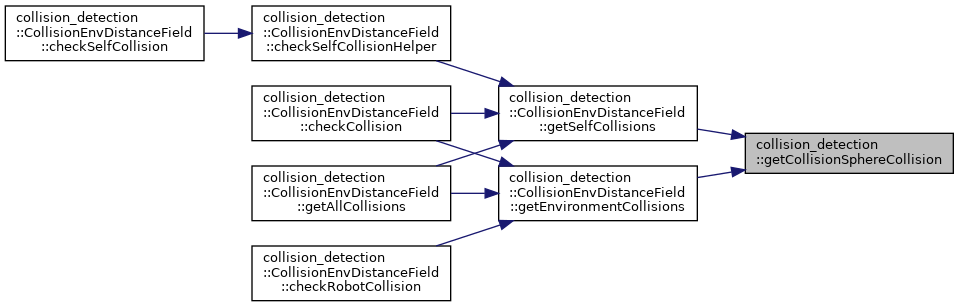 collision_detection
::CollisionEnvDistanceField
::checkSelfCollision
collision_detection
::CollisionEnvDistanceField
::checkSelfCollisionHelper
collision_detection
::CollisionEnvDistanceField
::checkCollision
collision_detection
::CollisionEnvDistanceField
::getAllCollisions
collision_detection
::CollisionEnvDistanceField
::checkRobotCollision
collision_detection
::CollisionEnvDistanceField
::getSelfCollisions
collision_detection
::CollisionEnvDistanceField
::getEnvironmentCollisions
collision_detection
::getCollisionSphereCollision